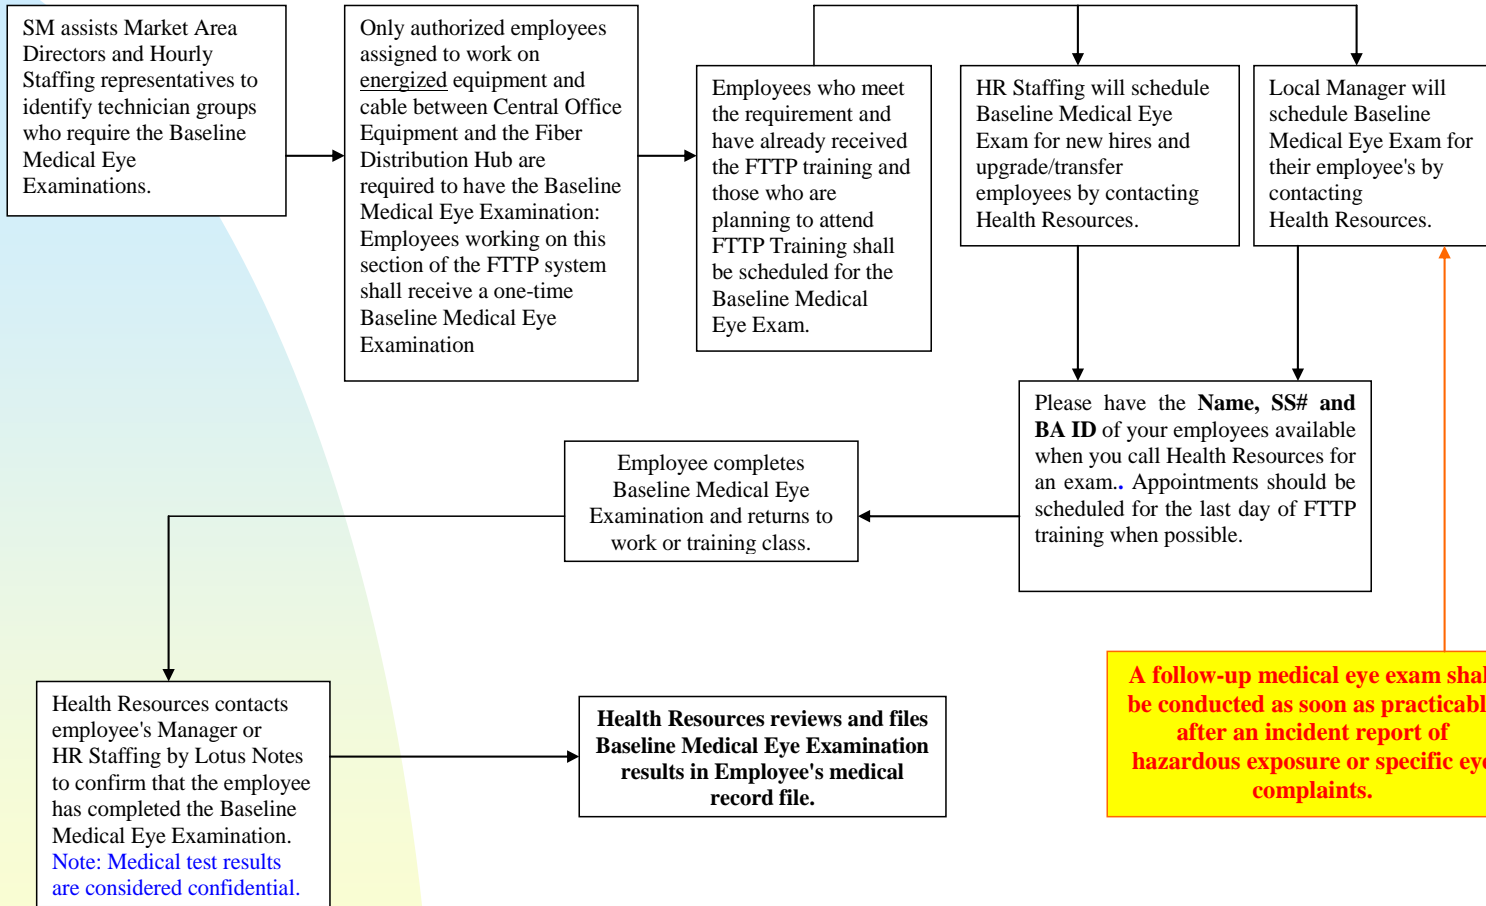 SM assists Market Area
Directors and Hourly
Staffing representatives to
identify technician groups
who require the Baseline
Medical Eye
Examinations.
Only authorized employees
assigned to work on
energized equipment and
cable between Central Office
Equipment and the Fiber
Distribution Hub are
required to have the Baseline
Medical Eye Examination:
Employees working on this
section of the FTTP system
shall receive a one-time
Baseline Medical Eye
Examination
Employees who meet
the requirement and
have already received
the FTTP training and
those who are
planning to attend
FTTP Training shall
be scheduled for the
Baseline Medical
Eye Exam.
HR Staffing will schedule
Baseline Medical Eye
Exam for new hires and
upgrade/transfer
employees by contacting
Health Resources.
Local Manager will
schedule Baseline
Medical Eye Exam for
their employee's by
contacting
Health Resources.
Please have the Name, SS# and
BA ID of your employees available
when you call Health Resources for
an exam.. Appointments should be
scheduled for the last day of FTTP
training when possible.
Employee completes
Baseline Medical Eye
Examination and returns to
work or training class.
Health Resources contacts
employee's Manager or
HR Staffing by Lotus Notes
to confirm that the employee
has completed the Baseline
Medical Eye Examination.
Note: Medical test results
are considered confidential.
Health Resources reviews and files
Baseline Medical Eye Examination
results in Employee's medical
record file.
A follow-up medical eye exam shal
be conducted as soon as practicabl
after an incident report of
hazardous exposure or specific eye
complaints.